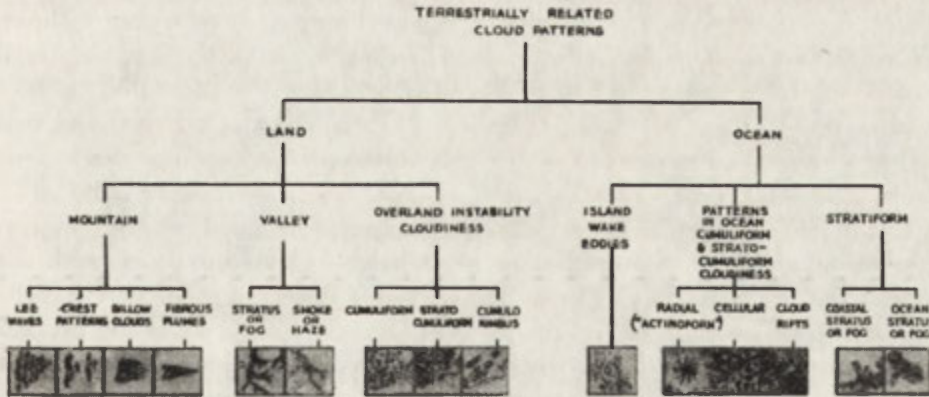 TERRESTRIALLY RELATED
CLOUD PATTERNS
LAND
OCEAN
MOUNTAIN
VALLEY
OVERLAND INSTABILITY
CLOUDINESS
ISLAND
WAKE
EDDIES
PATTERNS
IN OCEAN
CUMULIFORM
& STRATO-
CUMULIFORM
CLOUDINESS
STRATIFORM
LEE
WAVES
CREST
PATTERNS
BILLOW
CLOUDS
FIBROUS
PLUMES
STRATUS
OR
FOG
SMOKE
OR
HAZE
CUMULIFORM
STRATO
CUMULIFORM
CUMULO
NIMBUS
RADIAL
("ACTINOFORM")
CELLULAR
CLOUD
RIFTS
COASTAL
STRATUS
OR FOG
OCEAN
STRATUS
OR FOG